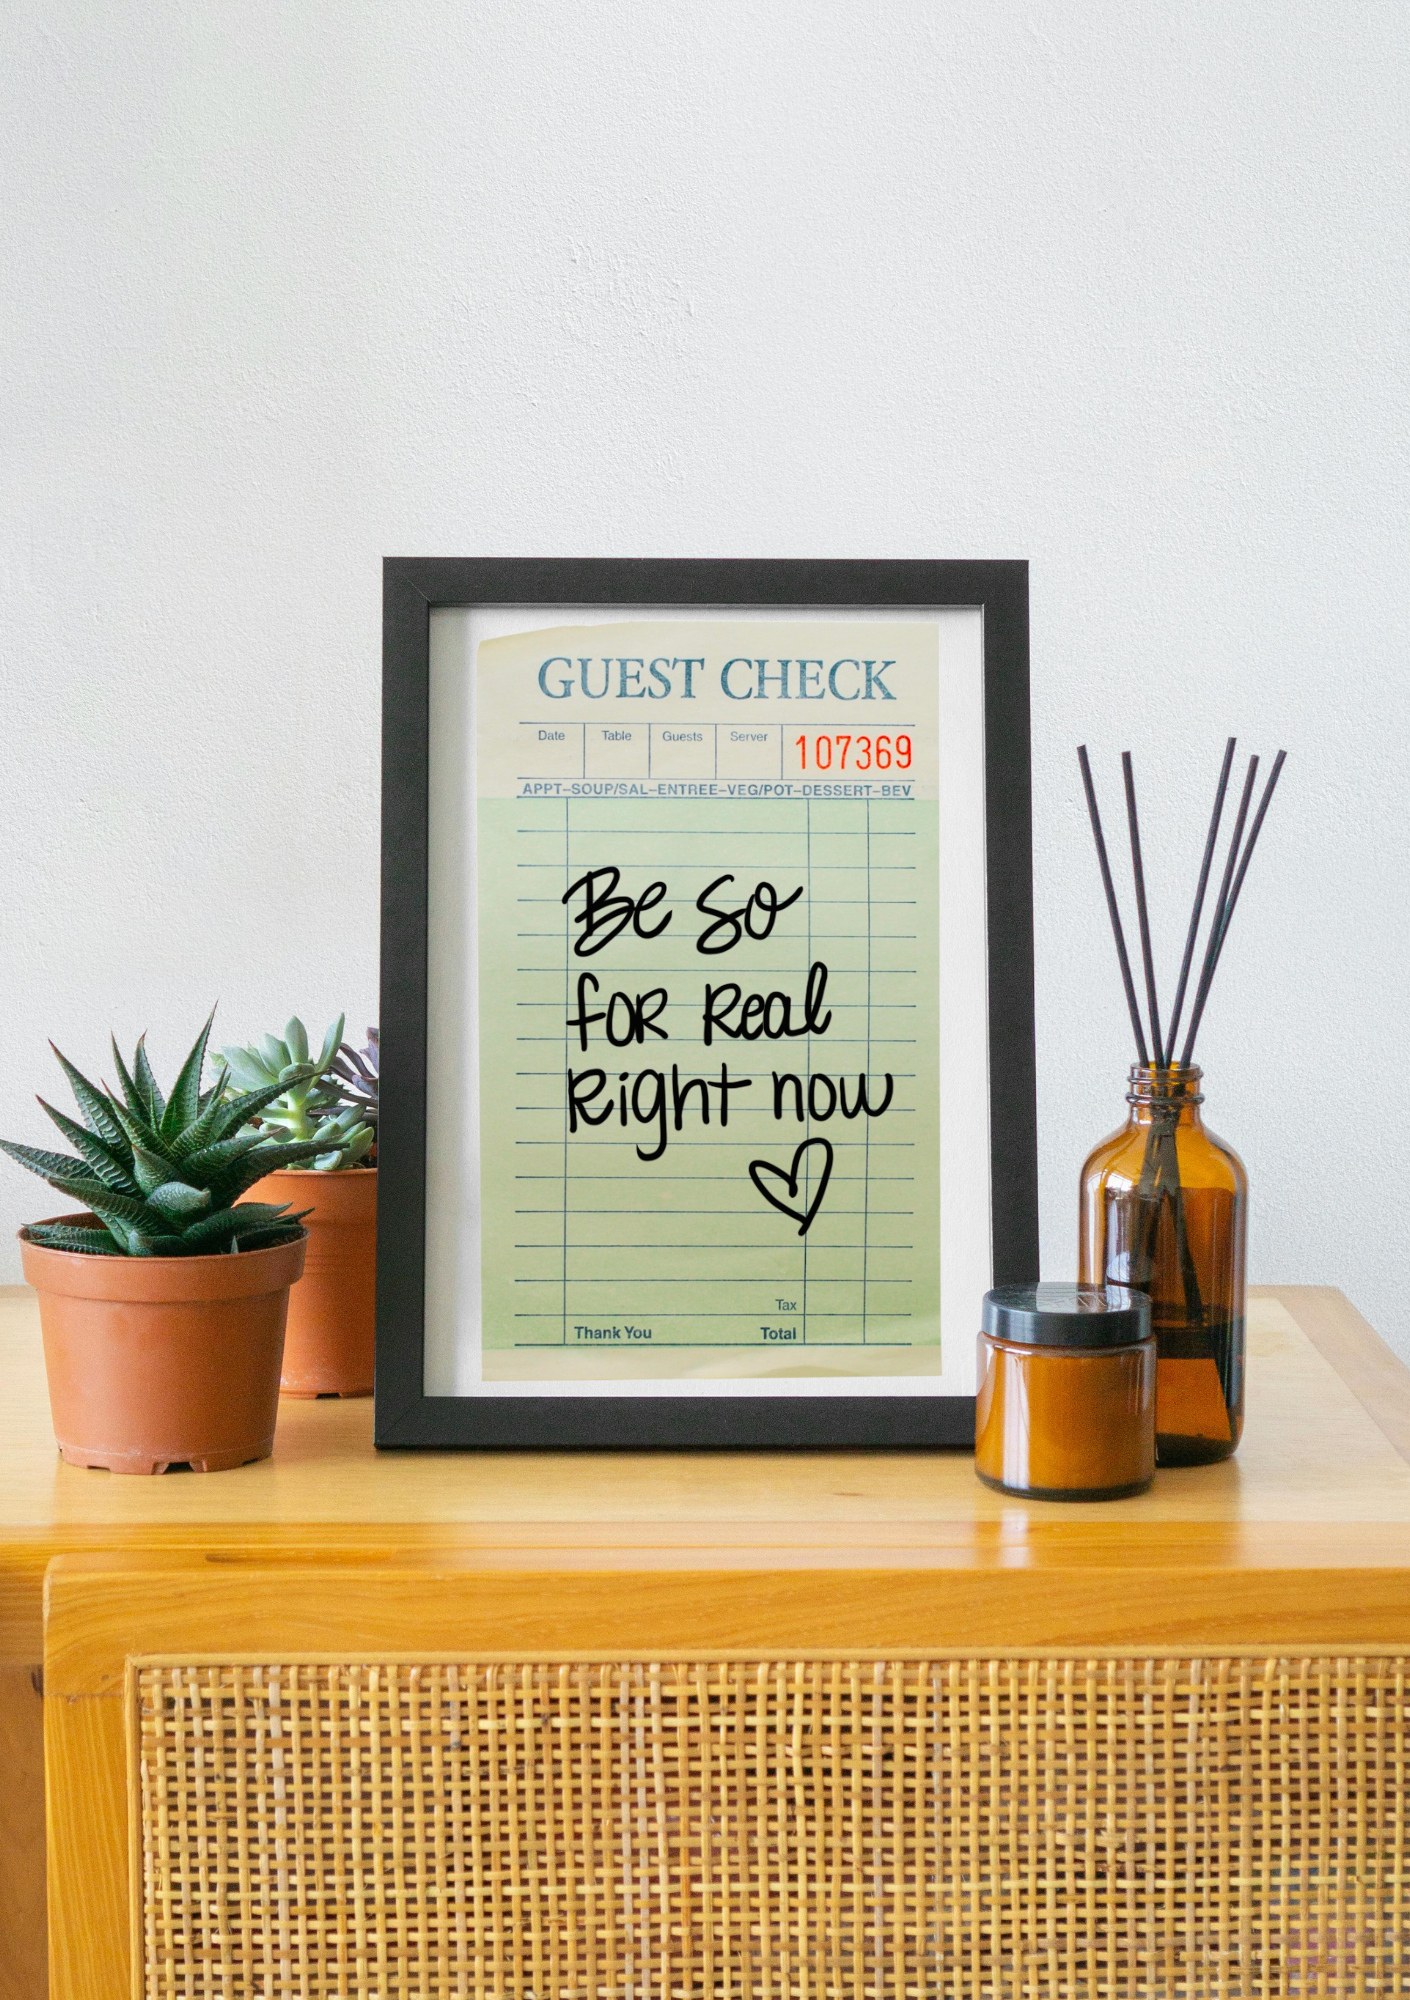 GUEST CHECK
Date Table Guests Server 107369
APPT–SOUP/SAL–ENTREE–VEG/POT–DESSERT–BEV
Be So
for Real
Right now
Tax
Thank You Total